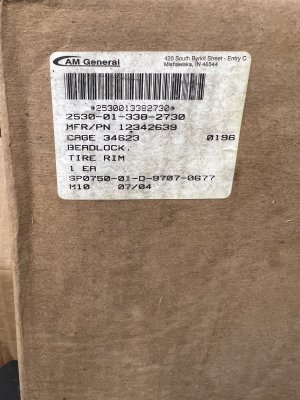 AM General
420 South Byrkit Street - Entry C
Mishawaka, IN 46544
*2530013382730*
2530-01-338-2730
MFR/PN 12342639
CAGE 34623 0196
BEADLOCK,
TIRE RIM
1 EA
SP0750-01-D-9707-0677
M10 07/04